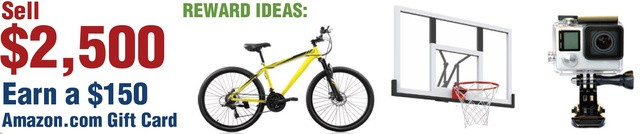 Sell
$2,500
Earn a $150
Amazon.com Gift Card
REWARD IDEAS: